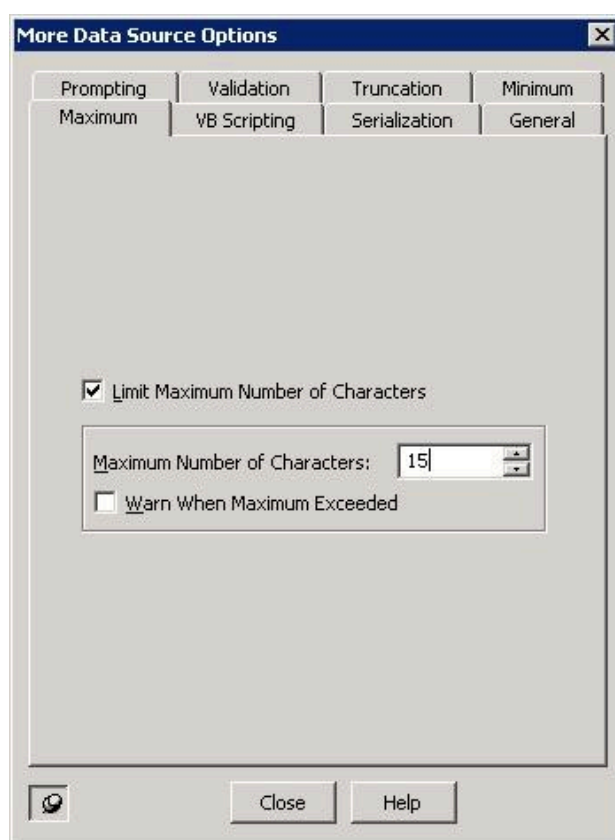 More Data Source Options
Prompting Validation Truncation Minimum
Maximum VB Scripting Serialization General
Limit Maximum Number of Characters
Maximum Number of Characters: 15
Warn When Maximum Exceeded
Close Help